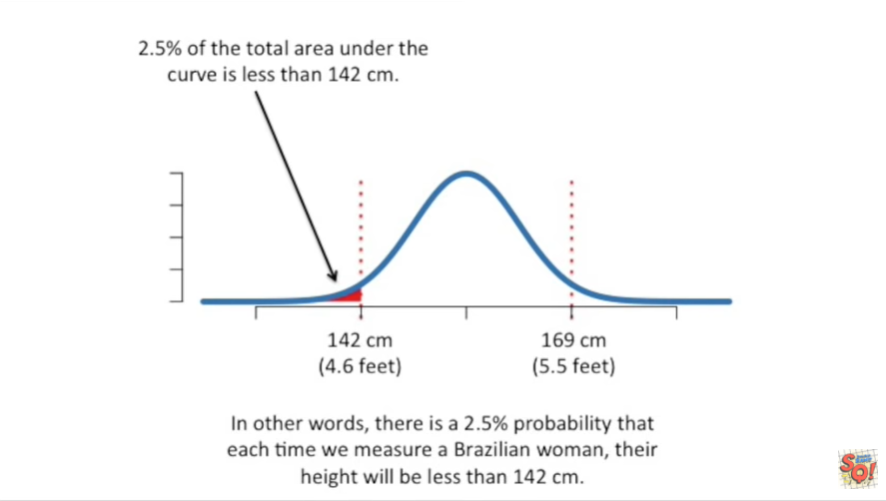 2.5% of the total area under the
curve is less than 142 cm.
142 cm
(4.6 feet)
169 cm
(5.5 feet)
In other words, there is a 2.5% probability that
each time we measure a Brazilian woman, their
height will be less than 142 cm.
SQ!